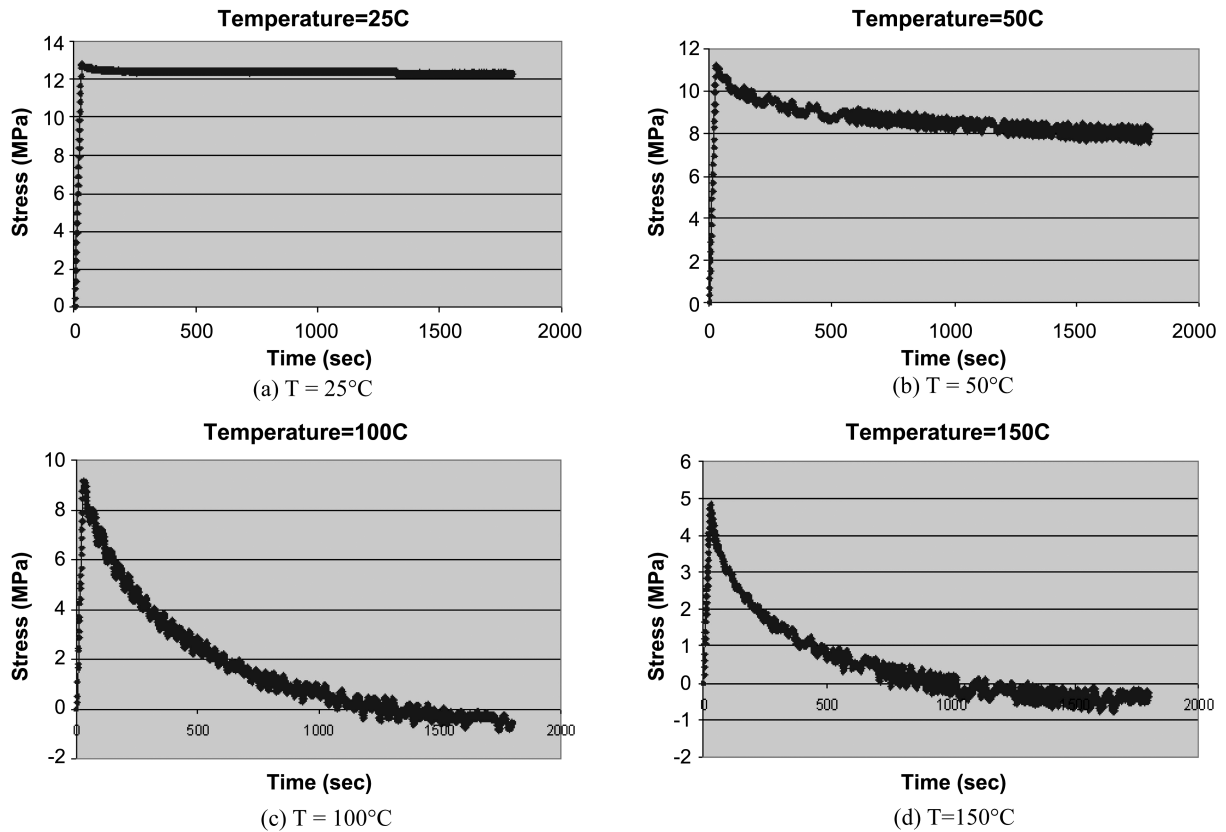 Temperature=25C
14
12
10
8
6
4
2
0
Stress (MPa)
0 500 1000 1500 2000
Time (sec)
(a) T = 25°C
Temperature=50C
12
10
8
6
4
2
0
Stress (MPa)
0 500 1000 1500 2000
Time (sec)
(b) T = 50°C
Temperature=100C
10
8
6
4
2
0
-2
Stress (MPa)
0 500 1000 1500 2000
Time (sec)
(c) T = 100°C
Temperature=150C
6
5
4
3
2
1
0
-1
-2
Stress (MPa)
0 500 1000 1500 2000
Time (sec)
(d) T=150°C